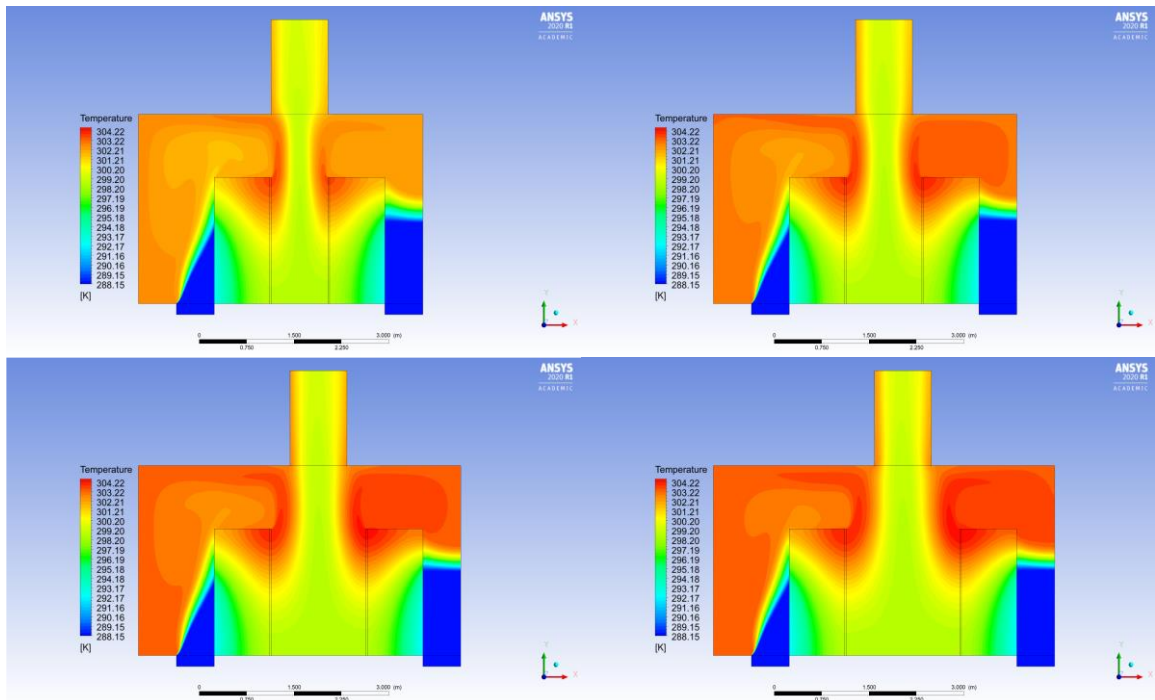 ANSYS
2020 R1
ACADEMIC
Temperature
304.22
303.22
302.21
301.21
300.20
299.20
298.20
297.19
296.19
295.18
294.18
293.17
292.17
291.16
290.16
289.15
288.15
[K]
Y
X
0 1.500 3.000 (m)
0.750 2.250
ANSYS
2020 R1
ACADEMIC
Temperature
304.22
303.22
302.21
301.21
300.20
299.20
298.20
297.19
296.19
295.18
294.18
293.17
292.17
291.16
290.16
289.15
288.15
[K]
Y
X
0 1.500 3.000 (m)
0.750 2.250
ANSYS
2020 R1
ACADEMIC
Temperature
304.22
303.22
302.21
301.21
300.20
299.20
298.20
297.19
296.19
295.18
294.18
293.17
292.17
291.16
290.16
289.15
288.15
[K]
Y
X
0 1.500 3.000 (m)
0.750 2.250
ANSYS
2020 R1
ACADEMIC
Temperature
304.22
303.22
302.21
301.21
300.20
299.20
298.20
297.19
296.19
295.18
294.18
293.17
292.17
291.16
290.16
289.15
288.15
[K]
Y
X
0 1.500 3.000 (m)
0.750 2.250